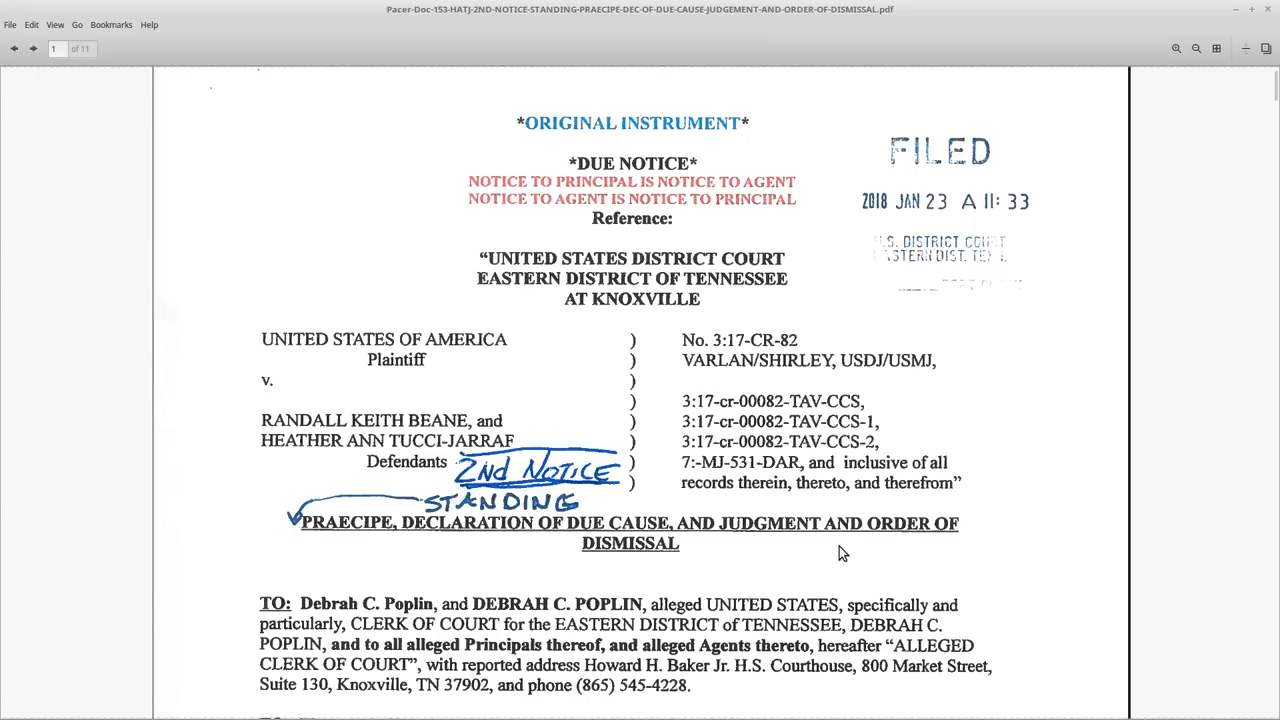 Pacer-Doc-153-HATJ-2ND-NOTICE-STANDING-PRAECIPE-DEC-OF-DUE-CAUSE-JUDGEMENT-AND-ORDER-OF-DISMISSAL.pdf
File Edit View Go Bookmarks Help
1 of 11
*ORIGINAL INSTRUMENT*
*DUE NOTICE*
NOTICE TO PRINCIPAL IS NOTICE TO AGENT
NOTICE TO AGENT IS NOTICE TO PRINCIPAL
Reference:
FILED
2018 JAN 23 A 11: 33
U.S. DISTRICT COURT
EASTERN DIST. TENN.
“UNITED STATES DISTRICT COURT
EASTERN DISTRICT OF TENNESSEE
AT KNOXVILLE
UNITED STATES OF AMERICA ) No. 3:17-CR-82
Plaintiff ) VARLAN/SHIRLEY, USDJ/USMJ,
v. )
) 3:17-cr-00082-TAV-CCS,
RANDALL KEITH BEANE, and ) 3:17-cr-00082-TAV-CCS-1,
HEATHER ANN TUCCI-JARRAF ) 3:17-cr-00082-TAV-CCS-2,
Defendants 2ND NOTICE ) 7:-MJ-531-DAR, and inclusive of all
) records therein, thereto, and therefrom”
STANDING
PRAECIPE, DECLARATION OF DUE CAUSE, AND JUDGMENT AND ORDER OF
DISMISSAL
TO: Debrah C. Poplin, and DEBRAH C. POPLIN, alleged UNITED STATES, specifically and
particularly, CLERK OF COURT for the EASTERN DISTRICT of TENNESSEE, DEBRAH C.
POPLIN, and to all alleged Principals thereof, and alleged Agents thereto, hereafter “ALLEGED
CLERK OF COURT”, with reported address Howard H. Baker Jr. H.S. Courthouse, 800 Market Street,
Suite 130, Knoxville, TN 37902, and phone (865) 545-4228.